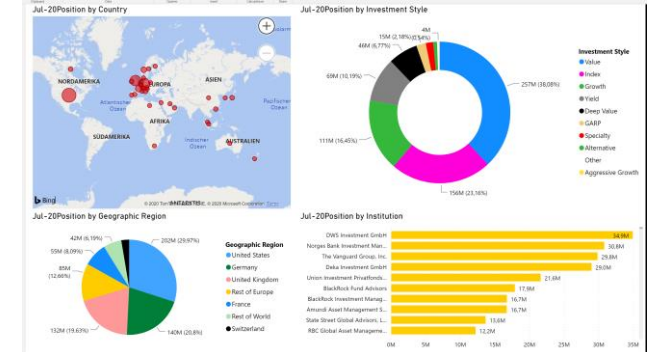 Jul-20Position by Country
NORDAMERIKA
EUROPA
ASIEN
Atlantischer
Ozean
AFRIKA
SÜDAMERIKA
Indischer
Ozean
AUSTRALIEN
Bing
Jul-20Position by Investment Style
4M
15M (2,18%)
46M (6,77%)
69M (10,19%)
111M (16,45%)
156M (23,16%)
257M (38,08%)
Investment Style
Value
Index
Growth
Yield
Deep Value
GARP
Specialty
Alternative
Other
Aggressive Growth
Jul-20Position by Geographic Region
42M (6,19%)
55M (8,09%)
85M
(12,66%)
132M (19,63%)
140M (20,8%)
202M (29,97%)
Geographic Region
United States
Germany
United Kingdom
Rest of Europe
France
Rest of World
Switzerland
Jul-20Position by Institution
DWS Investment GmbH 34,9M
Norges Bank Investment Man... 30,8M
The Vanguard Group, Inc. 29,8M
Deka Investment GmbH 29,0M
Union Investment Privatfonds... 21,6M
BlackRock Fund Advisors 17,9M
BlackRock Investment Manag... 16,7M
Amundi Asset Management S... 16,7M
State Street Global Advisors, L... 13,6M
RBC Global Asset Manageme... 12,2M
0M 5M 10M 15M 20M 25M 30M 35M